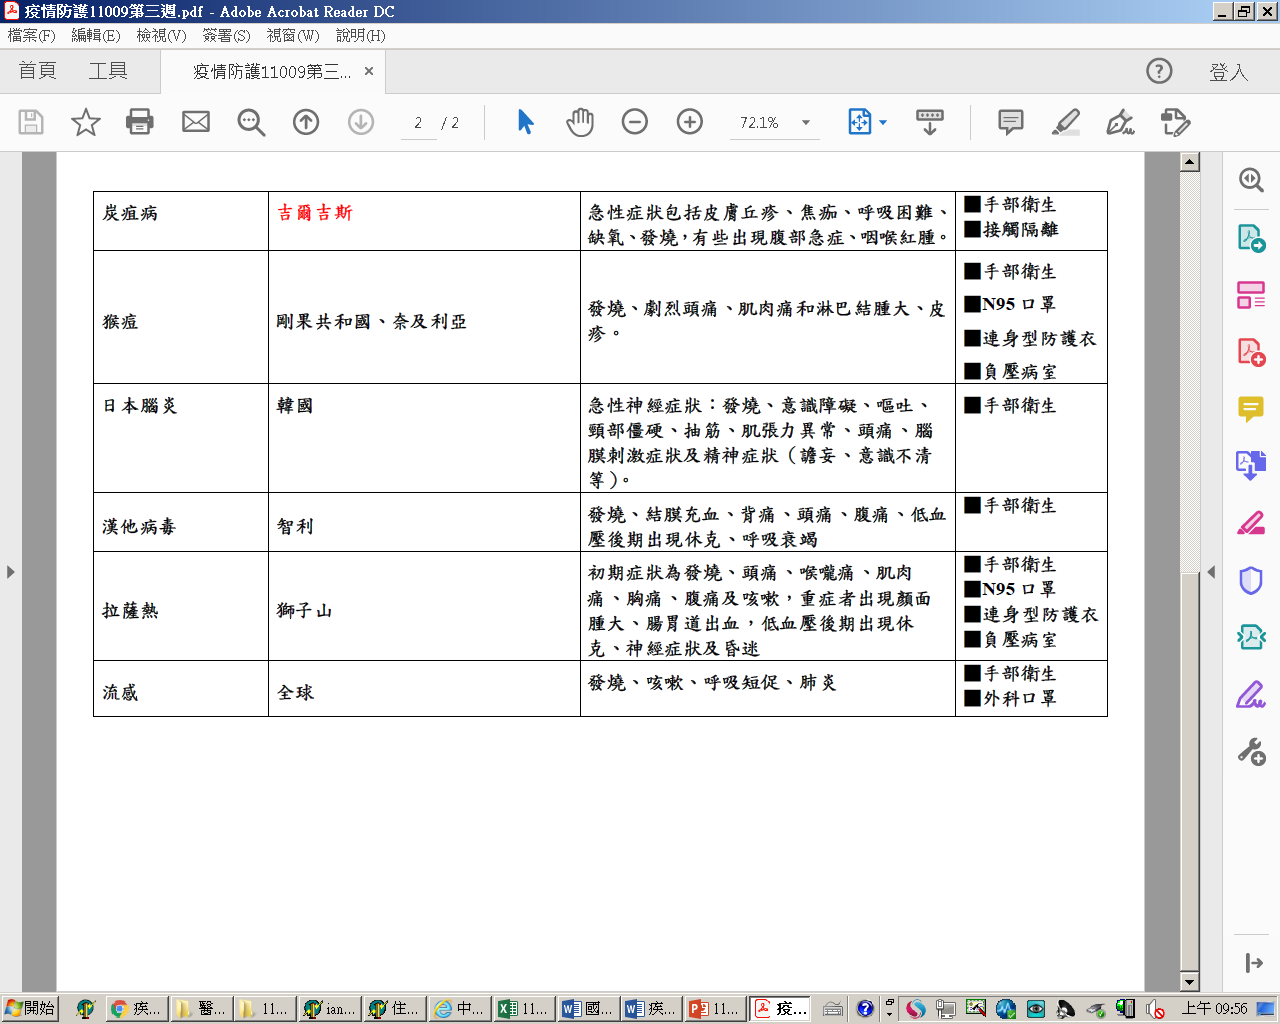 疫情防護11009第三週.pdf - Adobe Acrobat Reader DC
檔案(F) 編輯(E) 檢視(V) 簽署(S) 視窗(W) 說明(H)
首頁 工具 疫情防護11009第三... × 登入
2 / 2 72.1%
炭疽病
吉爾吉斯
急性症狀包括皮膚丘疹、焦痂、呼吸困難、
缺氧、發燒，有些出現腹部急症、咽喉紅腫。
■手部衛生
■接觸隔離
猴痘
剛果共和國、奈及利亞
發燒、劇烈頭痛、肌肉痛和淋巴結腫大、皮
疹。
■手部衛生
■N95 口罩
■連身型防護衣
■負壓病室
日本腦炎
韓國
急性神經症狀：發燒、意識障礙、嘔吐、
頸部僵硬、抽筋、肌張力異常、頭痛、腦
膜刺激症狀及精神症狀（譫妄、意識不清
等）。
■手部衛生
漢他病毒
智利
發燒、結膜充血、背痛、頭痛、腹痛、低血
壓後期出現休克、呼吸衰竭
■手部衛生
拉薩熱
獅子山
初期症狀為發燒、頭痛、喉嚨痛、肌肉
痛、胸痛、腹痛及咳嗽，重症者出現顏面
腫大、腸胃道出血，低血壓後期出現休
克、神經症狀及昏迷
■手部衛生
■N95 口罩
■連身型防護衣
■負壓病室
流感
全球
發燒、咳嗽、呼吸短促、肺炎
■手部衛生
■外科口罩
開始 疾... 醫... 11... ian... 住... 中... 11... 國... 疾... 11... 疫... 上午 09:56